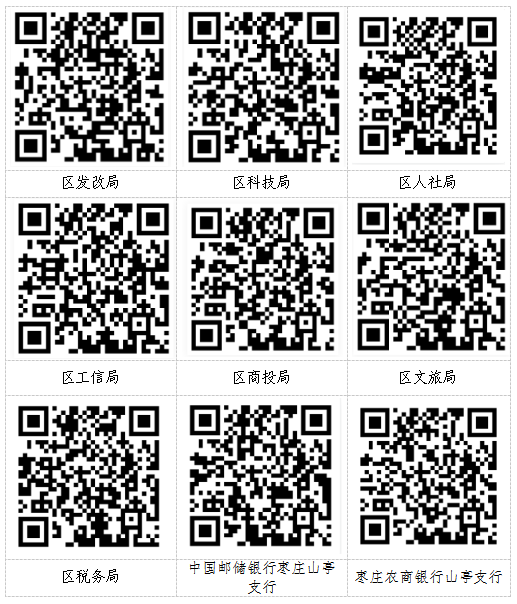 区发改局
区科技局
区人社局
区工信局
区商投局
区文旅局
区税务局
中国邮储银行枣庄山亭
支行
枣庄农商银行山亭支行